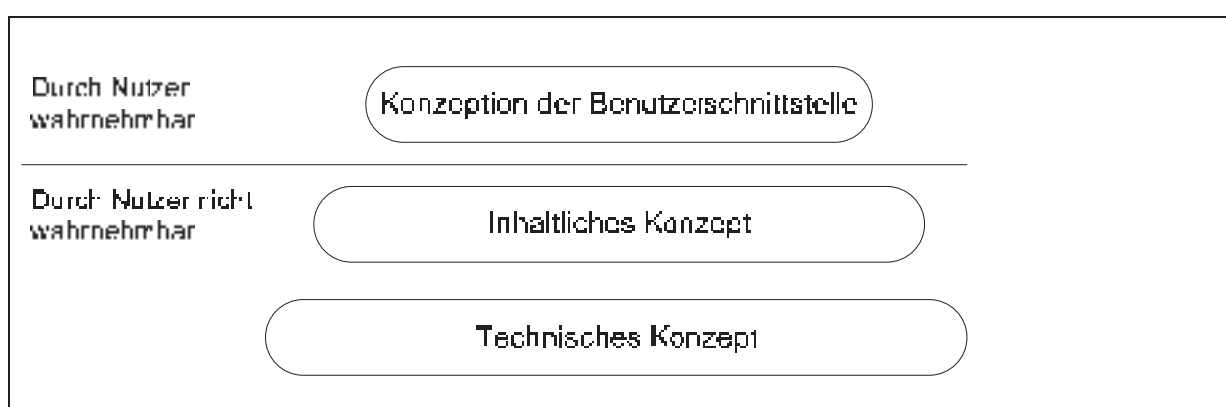 Durch Nutzer
wahrnehmbar
Konzeption der Benutzerschnittstelle
Durch Nutzer nicht
wahrnehmbar
Inhaltliches Konzept
Technisches Konzept